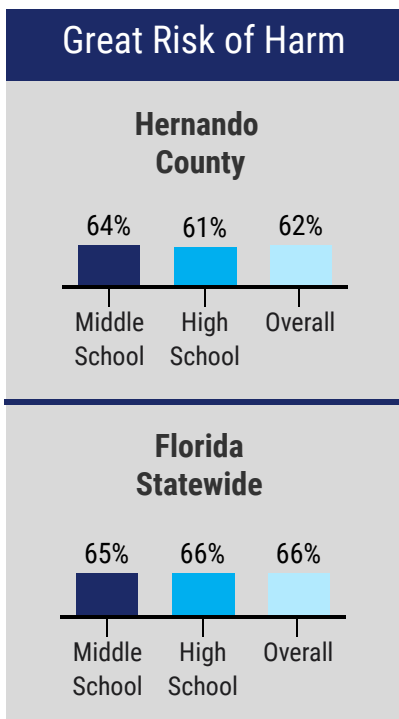 Great Risk of Harm
Hernando
County
64% 61% 62%
Middle High Overall
School School
Florida
Statewide
65% 66% 66%
Middle High Overall
School School